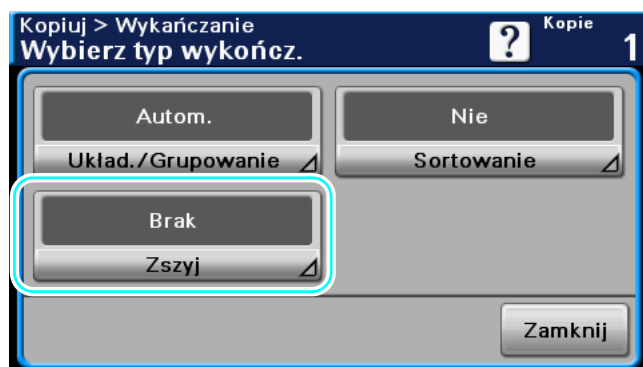 Kopiuj > Wykańczanie
Wybierz typ wykończ.
? Kopie 1
Autom.
Układ./Grupowanie
Nie
Sortowanie
Brak
Zszyj
Zamknij